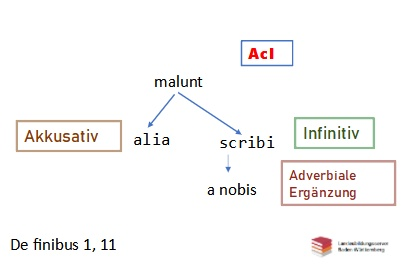 AcI
malunt
Akkusativ
alia
scribi
Infinitiv
a nobis
Adverbiale
Ergänzung
De finibus 1, 11
Landesbildungsserver
Baden-Württemberg